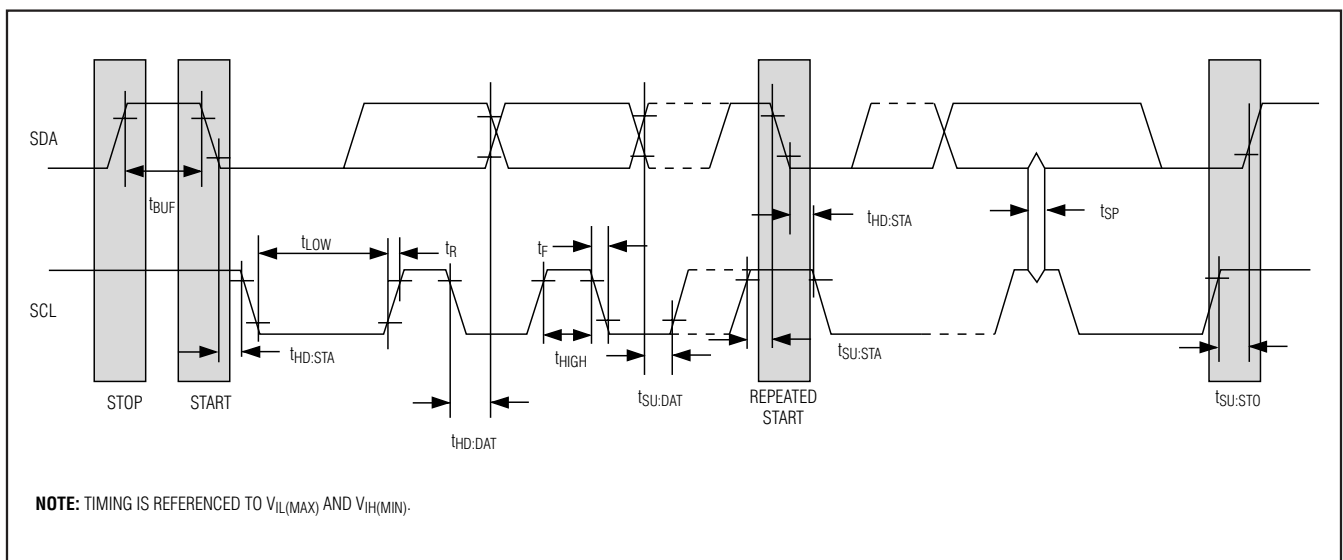 SDA
tBUF
tHD:STA
tSP
tLOW
tR
tF
SCL
tHD:STA
tHIGH
tSU:STA
STOP
START
tSU:DAT
REPEATED
START
tSU:STO
tHD:DAT
NOTE: TIMING IS REFERENCED TO VIL(MAX) AND VIH(MIN).